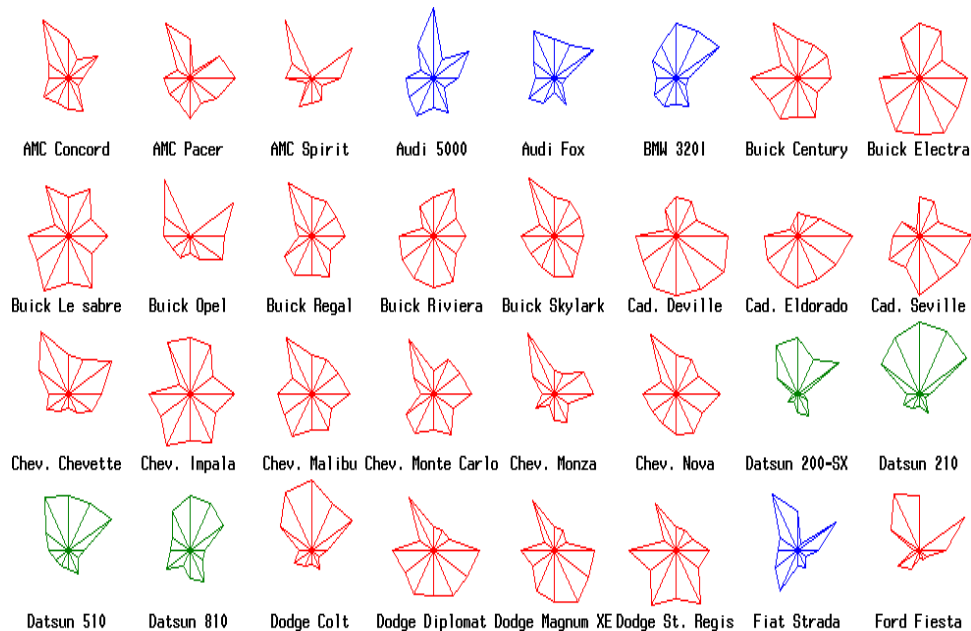 AMC Concord AMC Pacer AMC Spirit Audi 5000 Audi Fox BMW 320I Buick Century Buick Electra
Buick Le sabre Buick Opel Buick Regal Buick Riviera Buick Skylark Cad. Deville Cad. Eldorado Cad. Seville
Chev. Chevette Chev. Impala Chev. Malibu Chev. Monte Carlo Chev. Monza Chev. Nova Datsun 200-SX Datsun 210
Datsun 510 Datsun 810 Dodge Colt Dodge Diplomat Dodge Magnum XE Dodge St. Regis Fiat Strada Ford Fiesta